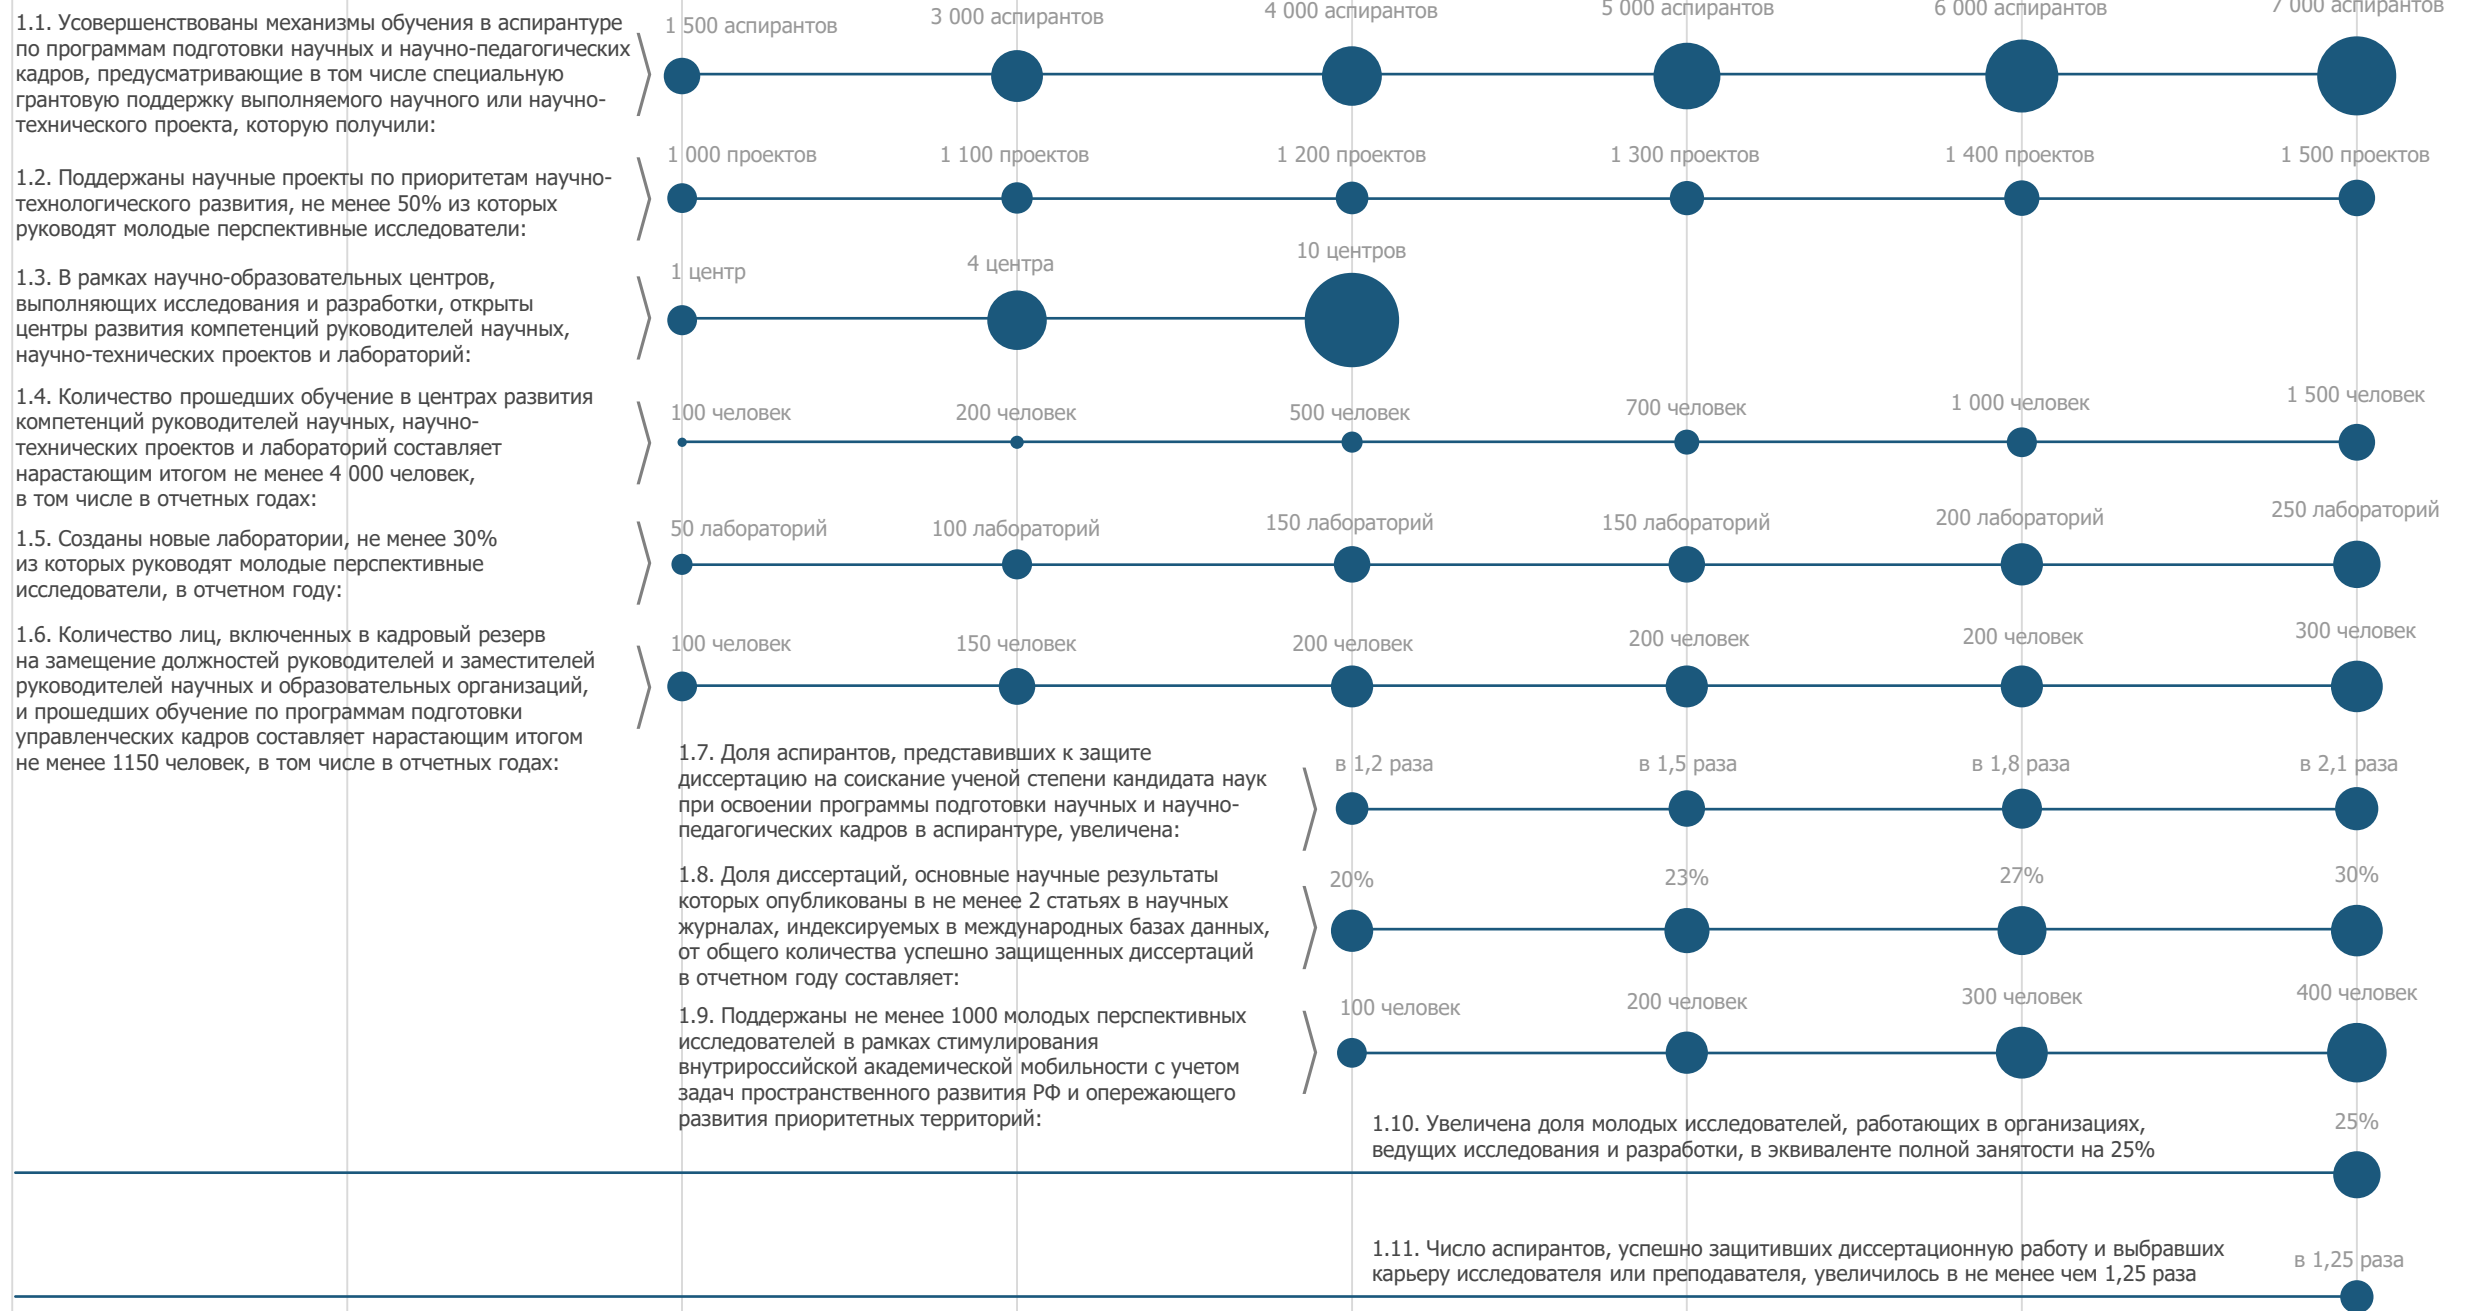 1.1. Усовершенствованы механизмы обучения в аспирантуре
по программам подготовки научных и научно-педагогических
кадров, предусматривающие в том числе специальную
грантовую поддержку выполняемого научного или научно-
технического проекта, которую получили:
1 500 аспирантов
3 000 аспирантов
4 000 аспирантов
5 000 аспирантов
6 000 аспирантов
7 000 аспирантов
1.2. Поддержаны научные проекты по приоритетам научно-
технологического развития, не менее 50% из которых
руководят молодые перспективные исследователи:
1 000 проектов
1 100 проектов
1 200 проектов
1 300 проектов
1 400 проектов
1 500 проектов
1.3. В рамках научно-образовательных центров,
выполняющих исследования и разработки, открыты
центры развития компетенций руководителей научных,
научно-технических проектов и лабораторий:
1 центр
4 центра
10 центров
1.4. Количество прошедших обучение в центрах развития
компетенций руководителей научных, научно-
технических проектов и лабораторий составляет
нарастающим итогом не менее 4 000 человек,
в том числе в отчетных годах:
100 человек
200 человек
500 человек
700 человек
1 000 человек
1 500 человек
1.5. Созданы новые лаборатории, не менее 30%
из которых руководят молодые перспективные
исследователи, в отчетном году:
50 лабораторий
100 лабораторий
150 лабораторий
150 лабораторий
200 лабораторий
250 лабораторий
1.6. Количество лиц, включенных в кадровый резерв
на замещение должностей руководителей и заместителей
руководителей научных и образовательных организаций,
и прошедших обучение по программам подготовки
управленческих кадров составляет нарастающим итогом
не менее 1150 человек, в том числе в отчетных годах:
100 человек
150 человек
200 человек
200 человек
200 человек
300 человек
1.7. Доля аспирантов, представивших к защите
диссертацию на соискание ученой степени кандидата наук
при освоении программы подготовки научных и научно-
педагогических кадров в аспирантуре, увеличена:
в 1,2 раза
в 1,5 раза
в 1,8 раза
в 2,1 раза
1.8. Доля диссертаций, основные научные результаты
которых опубликованы в не менее 2 статьях в научных
журналах, индексируемых в международных базах данных,
от общего количества успешно защищенных диссертаций
в отчетном году составляет:
20%
23%
27%
30%
1.9. Поддержаны не менее 1000 молодых перспективных
исследователей в рамках стимулирования
внутрироссийской академической мобильности с учетом
задач пространственного развития РФ и опережающего
развития приоритетных территорий:
100 человек
200 человек
300 человек
400 человек
1.10. Увеличена доля молодых исследователей, работающих в организациях,
ведущих исследования и разработки, в эквиваленте полной занятости на 25%
25%
1.11. Число аспирантов, успешно защитивших диссертационную работу и выбравших
карьеру исследователя или преподавателя, увеличилось в не менее чем 1,25 раза
в 1,25 раза